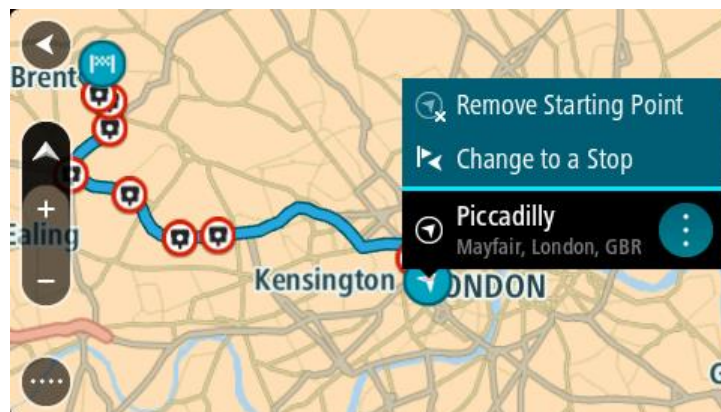 Brent
Remove Starting Point
Change to a Stop
Piccadilly
Mayfair, London, GBR
Ealing
Kensington
ONDON
G